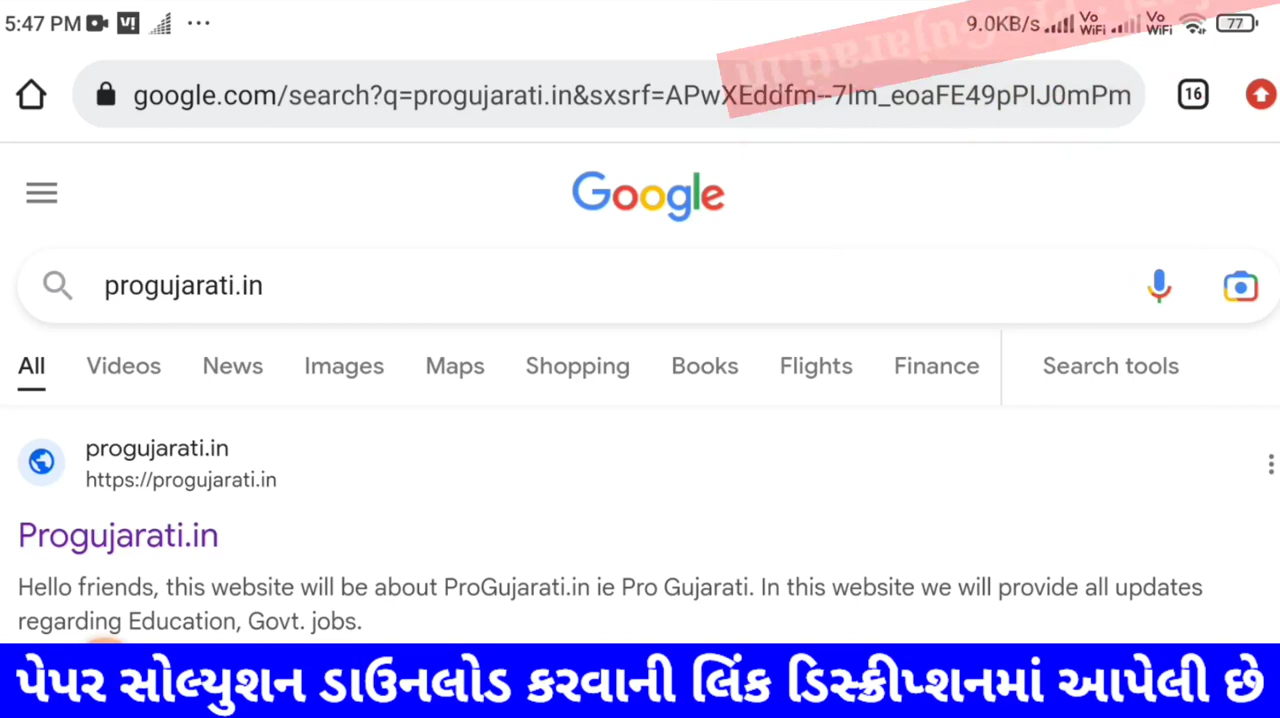 5:47 PM
9.0KB/s Vo WiFi Vo WiFi 77
google.com/search?q=progujarati.in&sxsrf=APwXEddfm--7lm_eoaFE49pPIJ0mPm
16
Google
progujarati.in
All Videos News Images Maps Shopping Books Flights Finance Search tools
progujarati.in
https://progujarati.in
Progujarati.in
Hello friends, this website will be about ProGujarati.in ie Pro Gujarati. In this website we will provide all updates
regarding Education, Govt. jobs.
પેપર સોલ્યુશન ડાઉનલોડ કરવાની લિંક ડિસ્ક્રીપ્શનમાં આપેલી છે